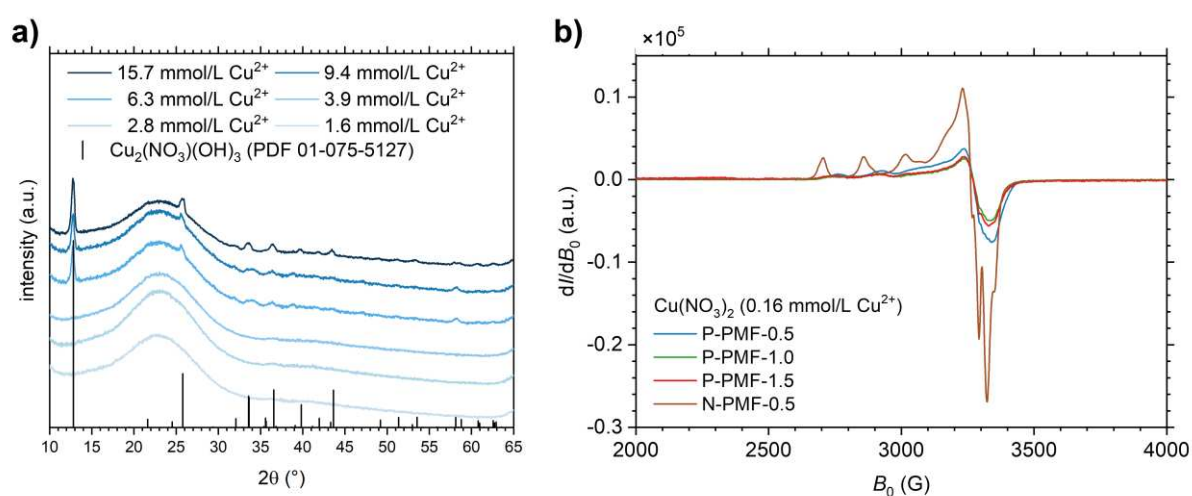 a)
15.7 mmol/L Cu²⁺ 9.4 mmol/L Cu²⁺
6.3 mmol/L Cu²⁺ 3.9 mmol/L Cu²⁺
2.8 mmol/L Cu²⁺ 1.6 mmol/L Cu²⁺
Cu₂(NO₃)(OH)₃ (PDF 01-075-5127)
intensity (a.u.)
10 15 20 25 30 35 40 45 50 55 60 65
2θ (°)
b)
×10⁵
0.1
0.0
-0.1
-0.2
-0.3
dI/dB₀ (a.u.)
Cu(NO₃)₂ (0.16 mmol/L Cu²⁺)
P-PMF-0.5
P-PMF-1.0
P-PMF-1.5
N-PMF-0.5
2000 2500 3000 3500 4000
B₀ (G)